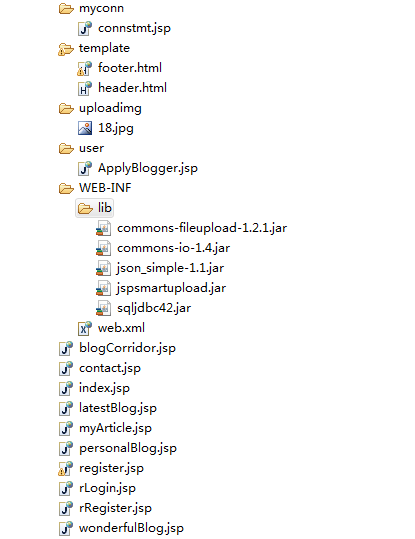 myconn
connstmt.jsp
template
footer.html
header.html
uploadimg
18.jpg
user
ApplyBlogger.jsp
WEB-INF
lib
commons-fileupload-1.2.1.jar
commons-io-1.4.jar
json_simple-1.1.jar
jspsmartupload.jar
sqljdbc42.jar
web.xml
blogCorridor.jsp
contact.jsp
index.jsp
latestBlog.jsp
myArticle.jsp
personalBlog.jsp
register.jsp
rLogin.jsp
rRegister.jsp
wonderfulBlog.jsp